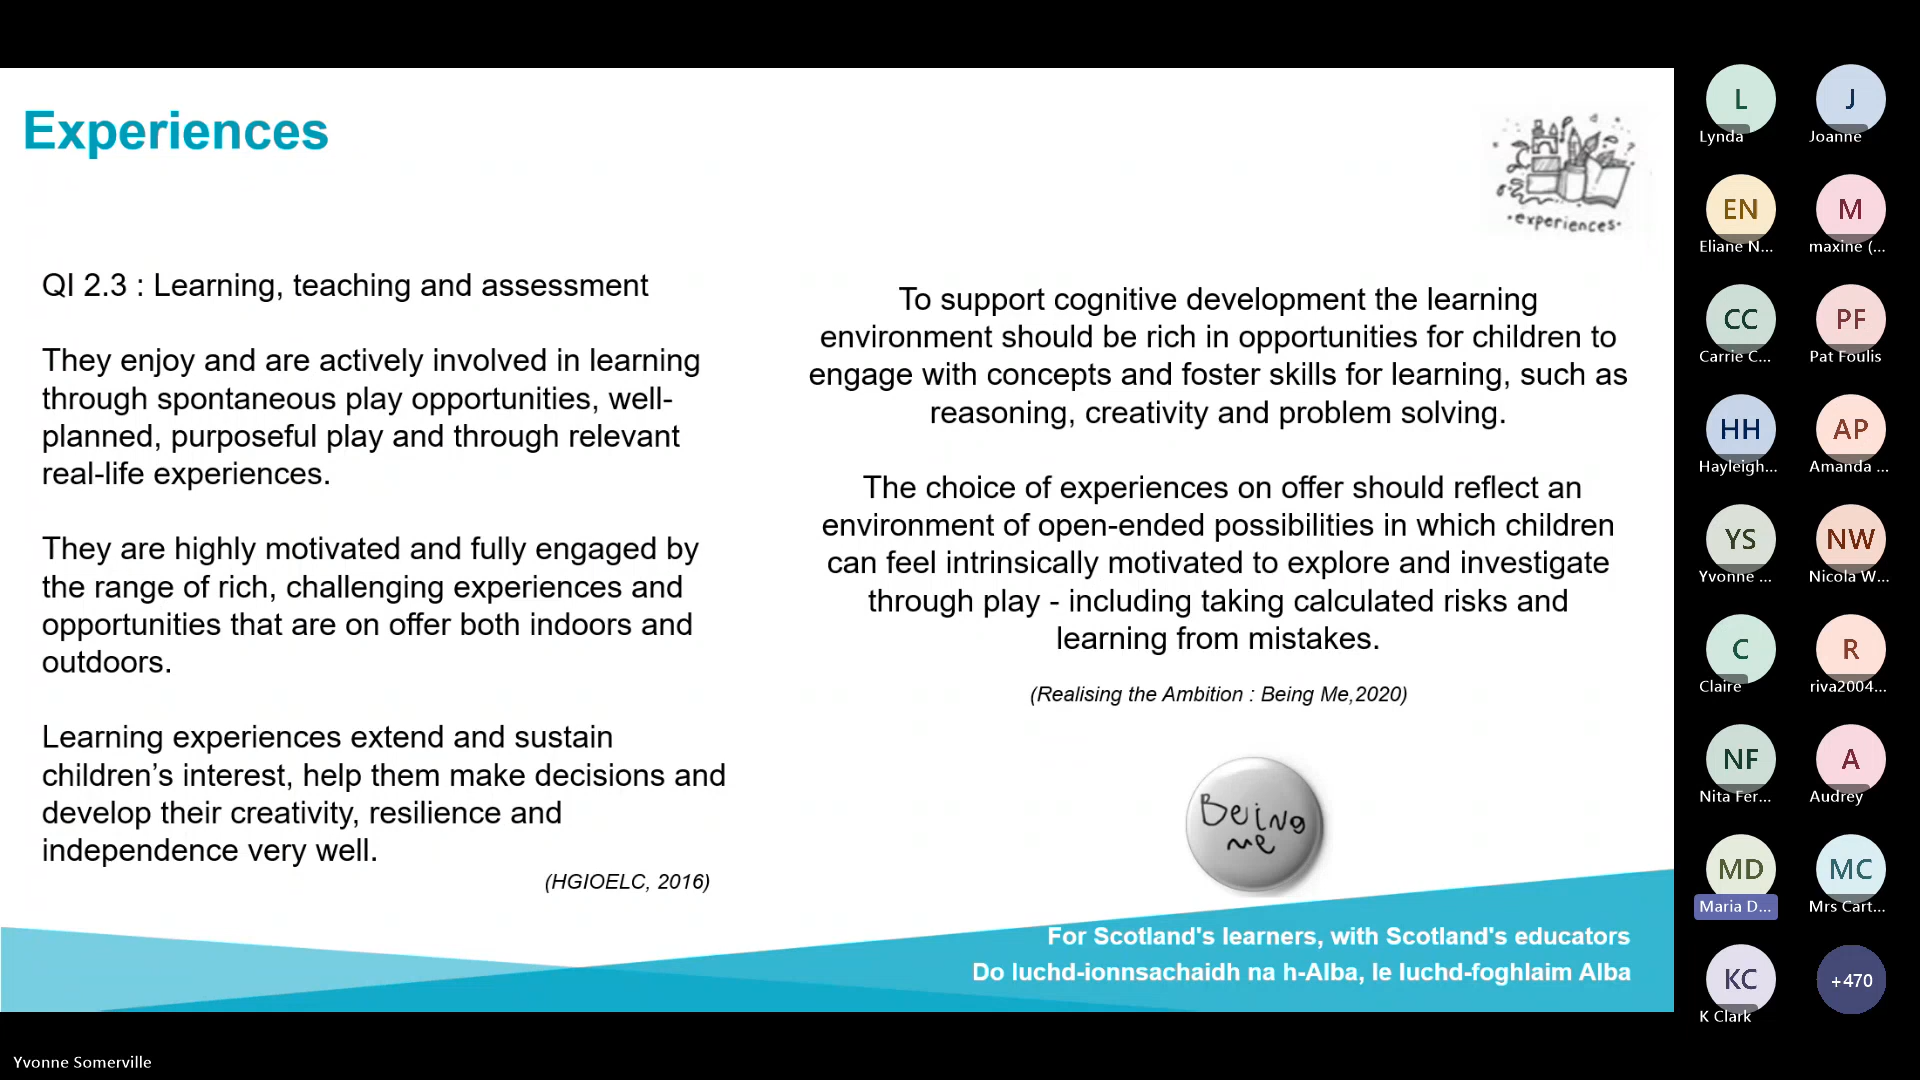 Experiences
·experiences·
QI 2.3 : Learning, teaching and assessment
They enjoy and are actively involved in learning
through spontaneous play opportunities, well-
planned, purposeful play and through relevant
real-life experiences.
They are highly motivated and fully engaged by
the range of rich, challenging experiences and
opportunities that are on offer both indoors and
outdoors.
Learning experiences extend and sustain
children’s interest, help them make decisions and
develop their creativity, resilience and
independence very well.
(HGIOELC, 2016)
To support cognitive development the learning
environment should be rich in opportunities for children to
engage with concepts and foster skills for learning, such as
reasoning, creativity and problem solving.
The choice of experiences on offer should reflect an
environment of open-ended possibilities in which children
can feel intrinsically motivated to explore and investigate
through play - including taking calculated risks and
learning from mistakes.
(Realising the Ambition : Being Me,2020)
Being
me
For Scotland's learners, with Scotland's educators
Do luchd-ionnsachaidh na h-Alba, le luchd-foghlaim Alba
L
Lynda
J
Joanne
EN
Eliane N...
M
maxine (...
CC
Carrie C...
PF
Pat Foulis
HH
Hayleigh...
AP
Amanda ...
YS
Yvonne ...
NW
Nicola W...
C
Claire
R
riva2004...
NF
Nita Fer...
A
Audrey
MD
Maria D...
MC
Mrs Cart...
KC
K Clark
+470
Yvonne Somerville